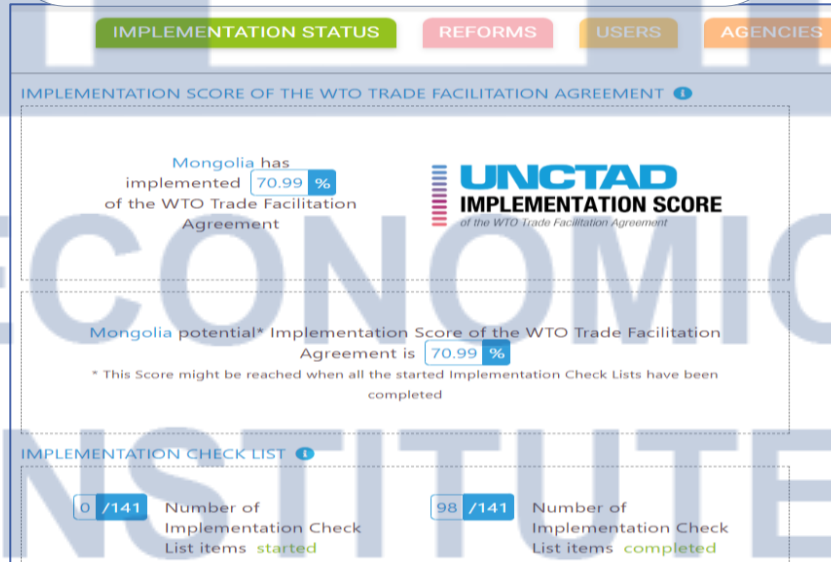 IMPLEMENTATION STATUS REFORMS USERS AGENCIES
IMPLEMENTATION SCORE OF THE WTO TRADE FACILITATION AGREEMENT
Mongolia has
implemented 70.99 %
of the WTO Trade Facilitation
Agreement
UNCTAD
IMPLEMENTATION SCORE
of the WTO Trade Facilitation Agreement
ECONOMIC
Mongolia potential* Implementation Score of the WTO Trade Facilitation
Agreement is 70.99 %
* This Score might be reached when all the started Implementation Check Lists have been
completed
INSTITUTE
IMPLEMENTATION CHECK LIST
0 /141 Number of
Implementation Check
List items started
98 /141 Number of
Implementation Check
List items completed